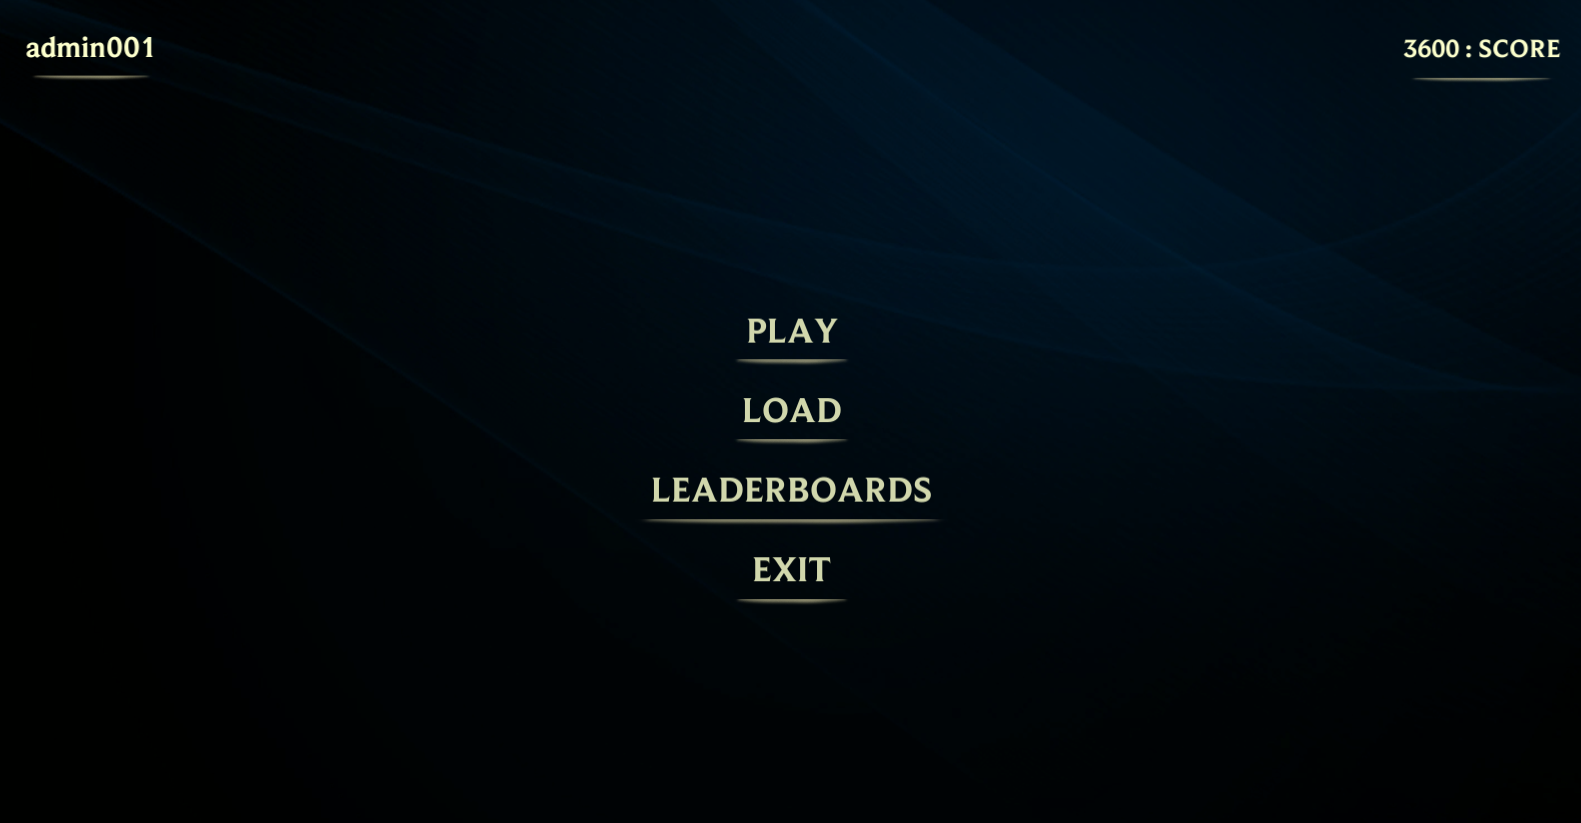 admin001
3600 : SCORE
PLAY
LOAD
LEADERBOARDS
EXIT